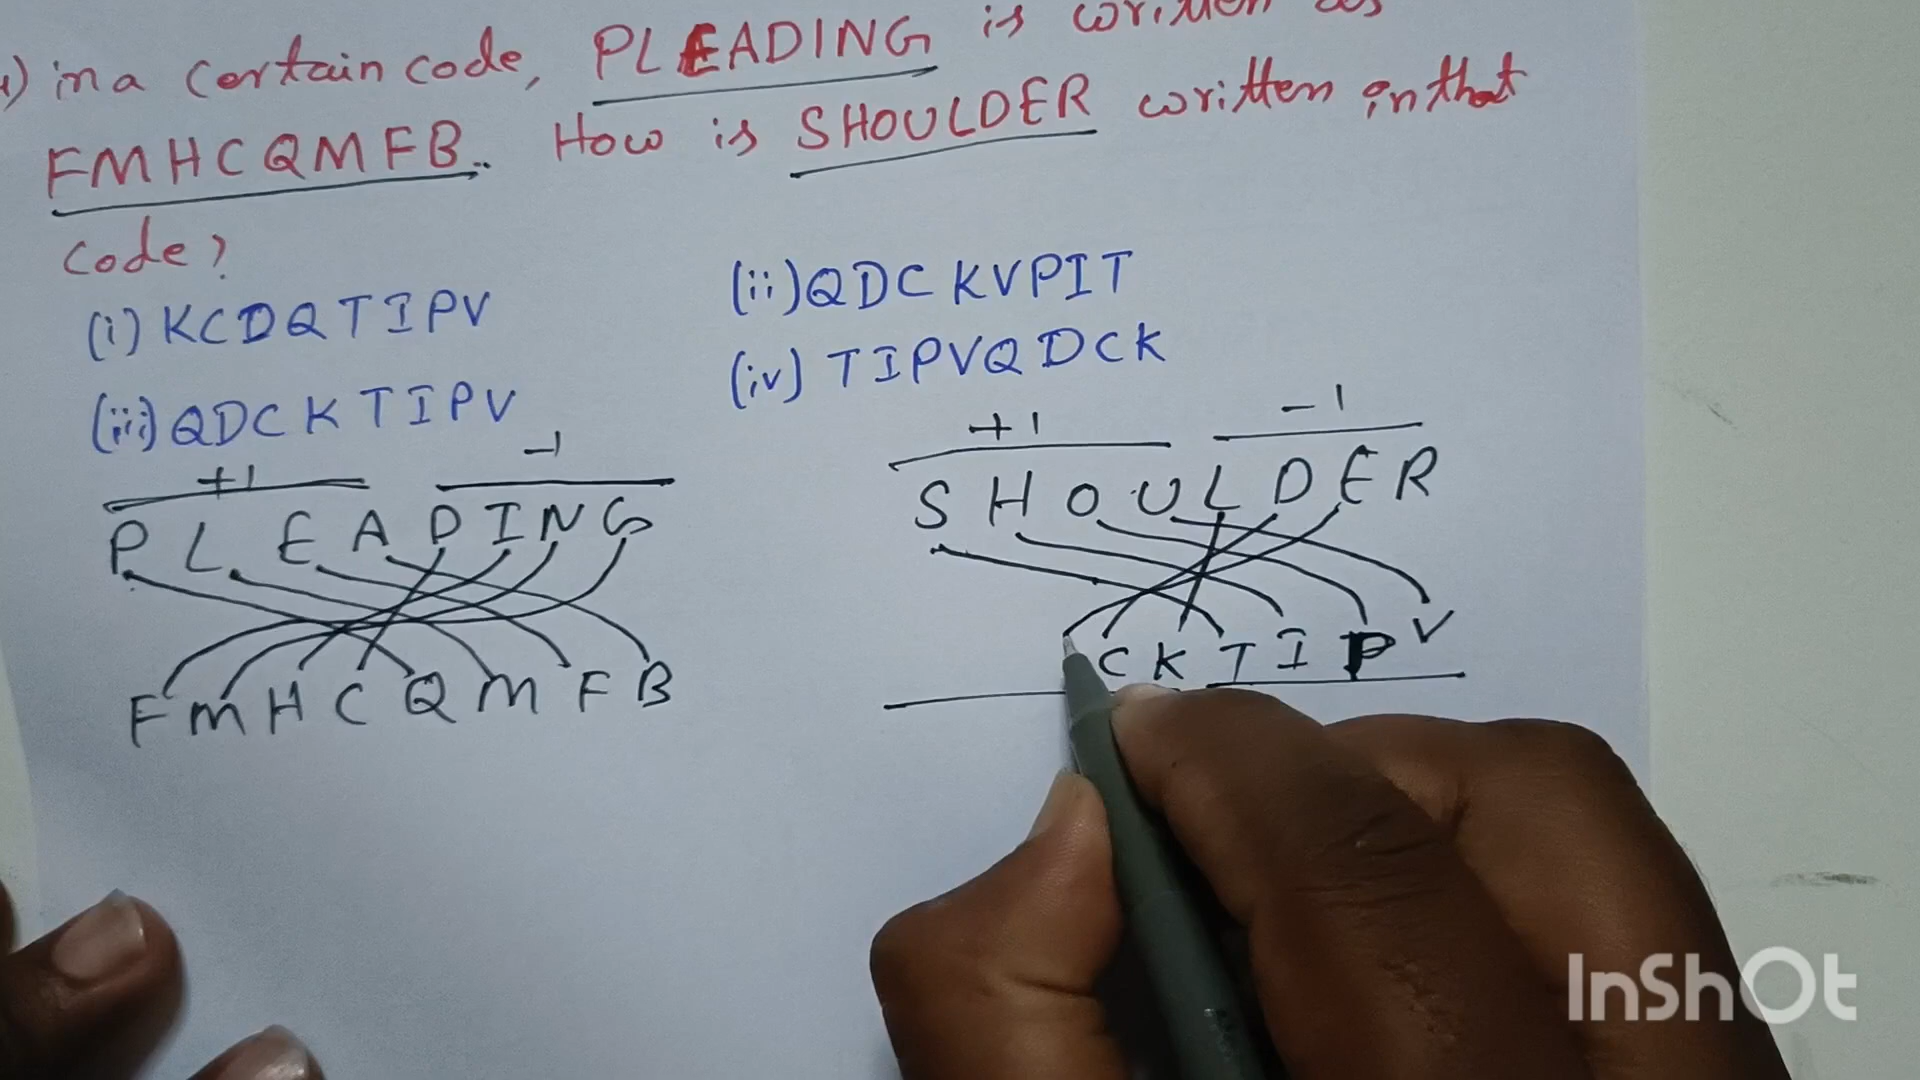 in a certain code, PLEADING is written as
FMHCQMFB.. How is SHOULDER written in that
code?
(i) KCDQTIPV
(ii) QDCKVPIT
(iii) QDCKTIPV
(iv) TIPVQDCK
+1 -1
PLEADING
FMHCQMFB
+1 -1
SHOULDER
CKTIPV
InShOt